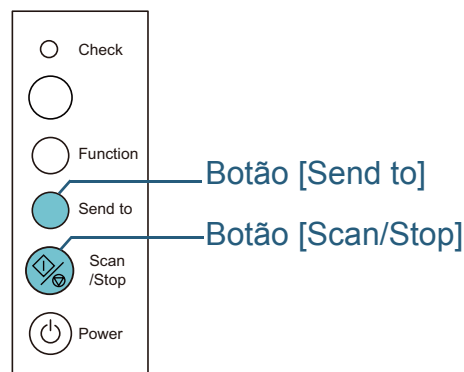 Check
Function
Send to
Botão [Send to]
Scan
/Stop
Botão [Scan/Stop]
Power